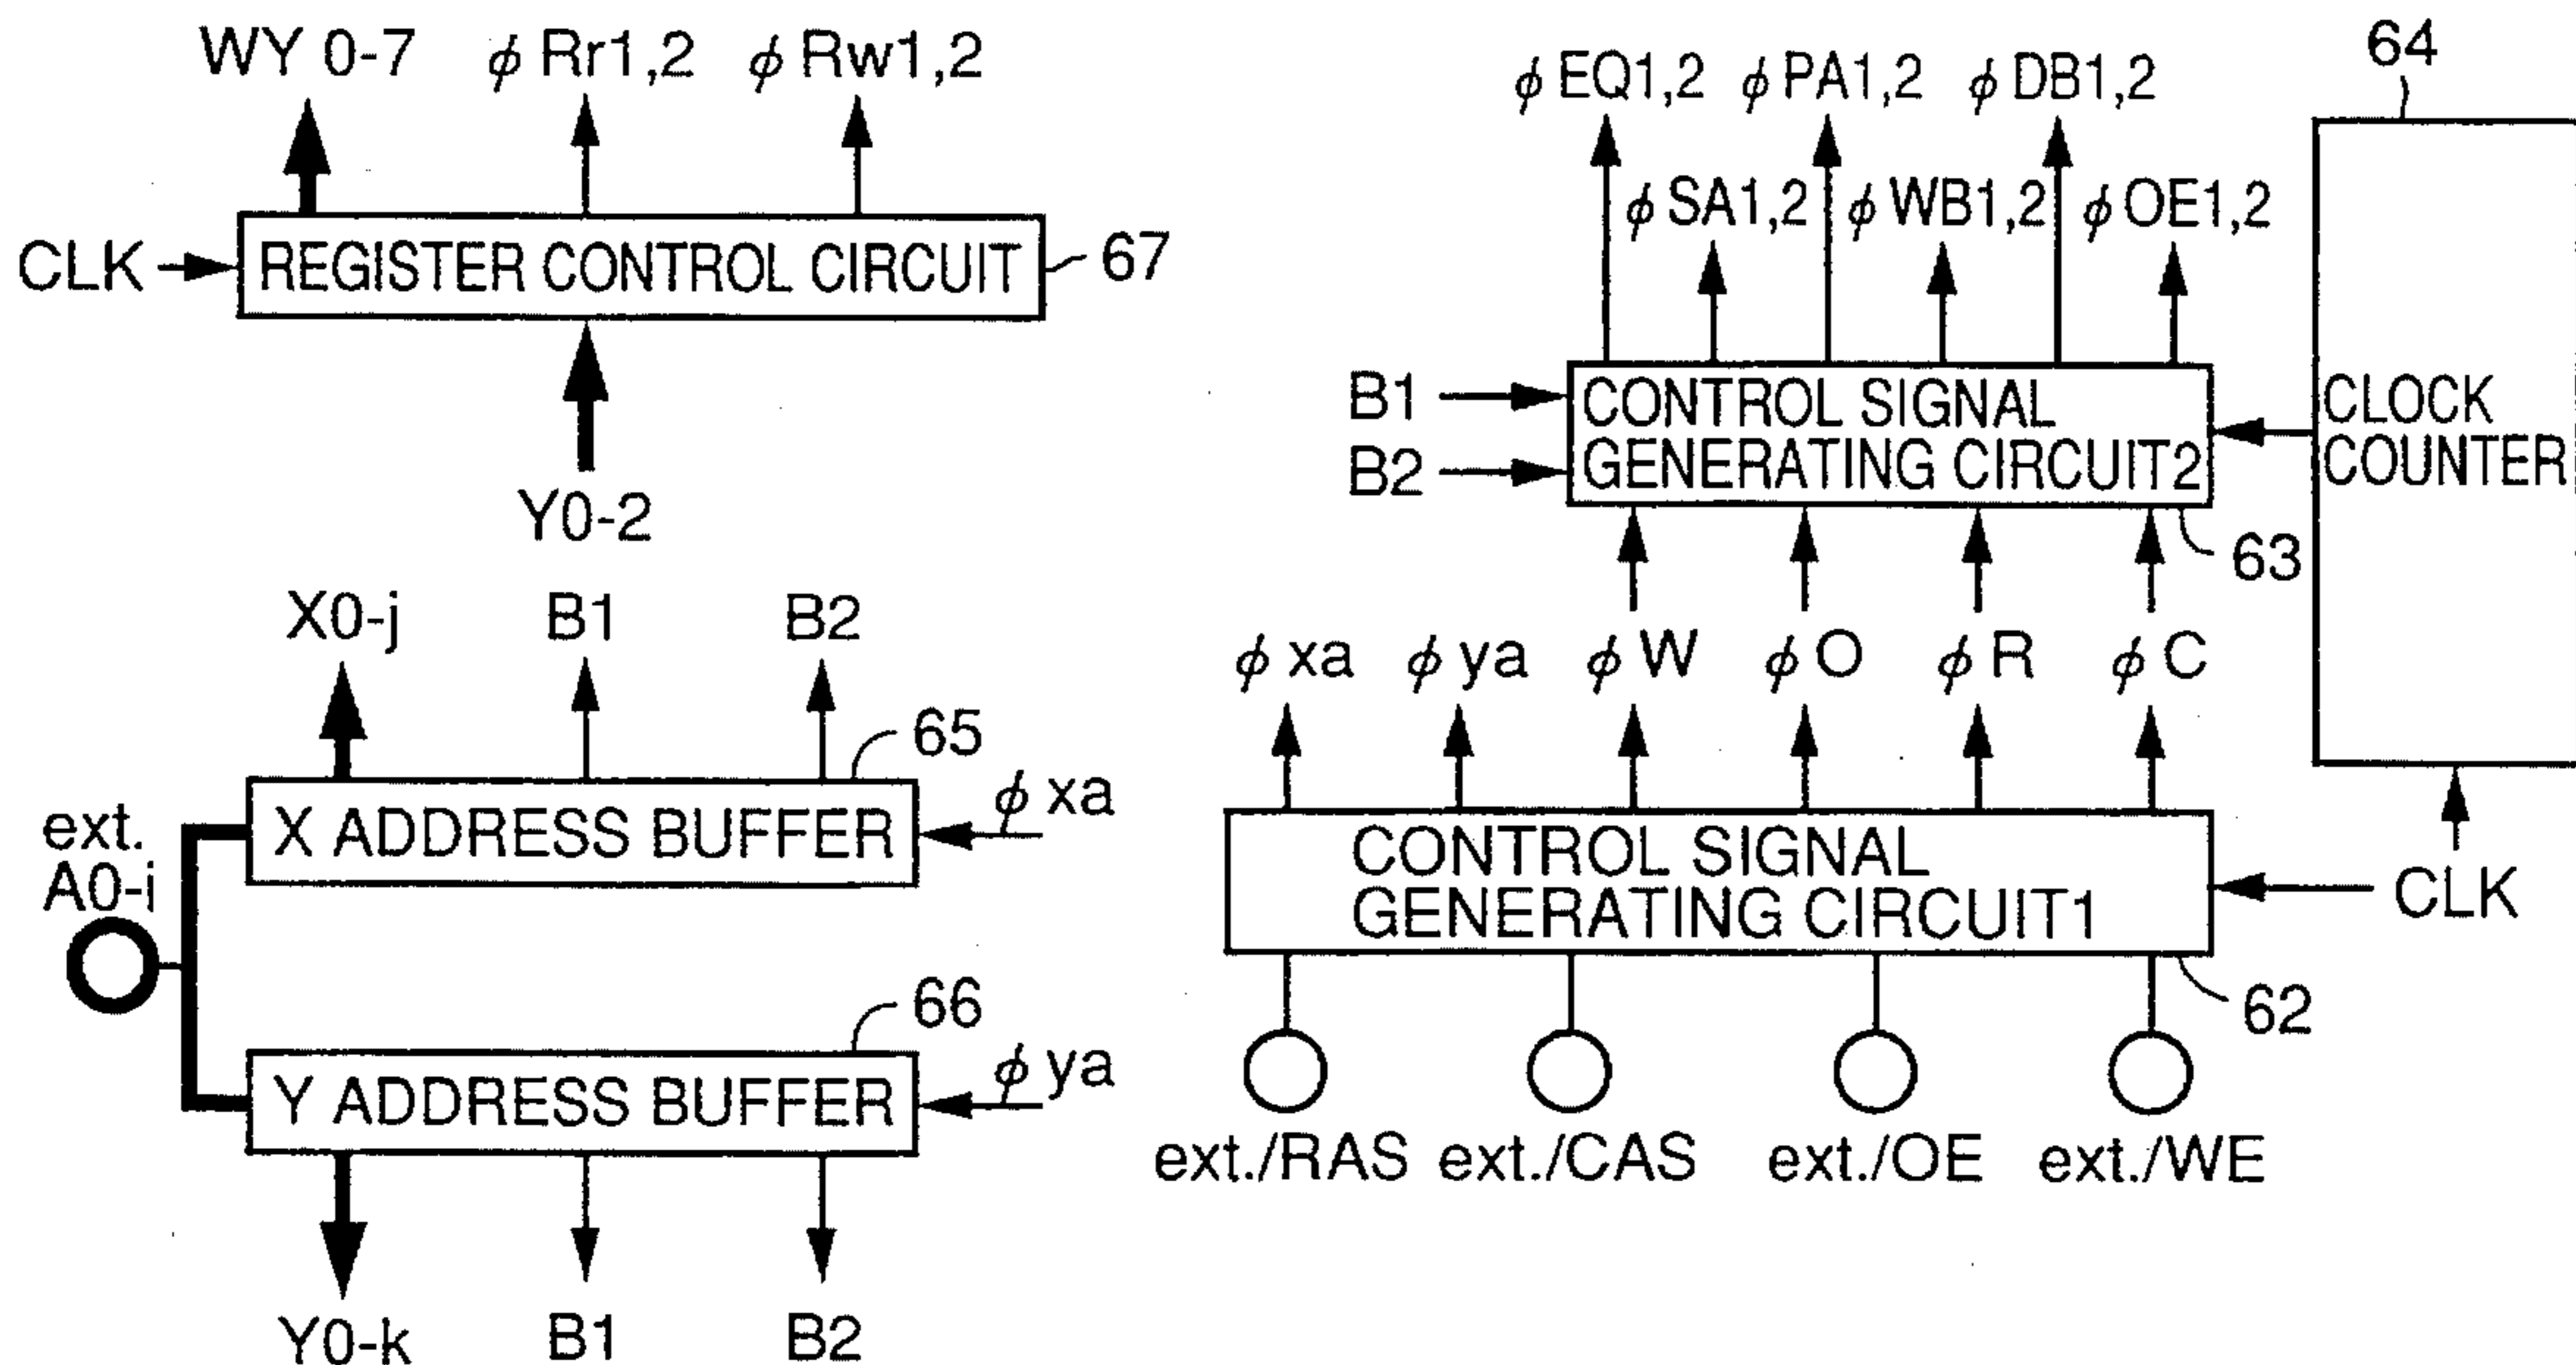 WY 0-7 φ Rr1,2 φ Rw1,2
CLK
REGISTER CONTROL CIRCUIT
67
Y0-2
X0-j B1 B2
65
ext.
A0-i
X ADDRESS BUFFER
φ xa
66
Y ADDRESS BUFFER
φ ya
Y0-k B1 B2
64
φ EQ1,2 φ PA1,2 φ DB1,2
φ SA1,2 φ WB1,2 φ OE1,2
B1
B2
CONTROL SIGNAL
GENERATING CIRCUIT2
CLOCK
COUNTER
63
φ xa φ ya φ W φ O φ R φ C
CONTROL SIGNAL
GENERATING CIRCUIT1
CLK
62
ext./RAS ext./CAS ext./OE ext./WE